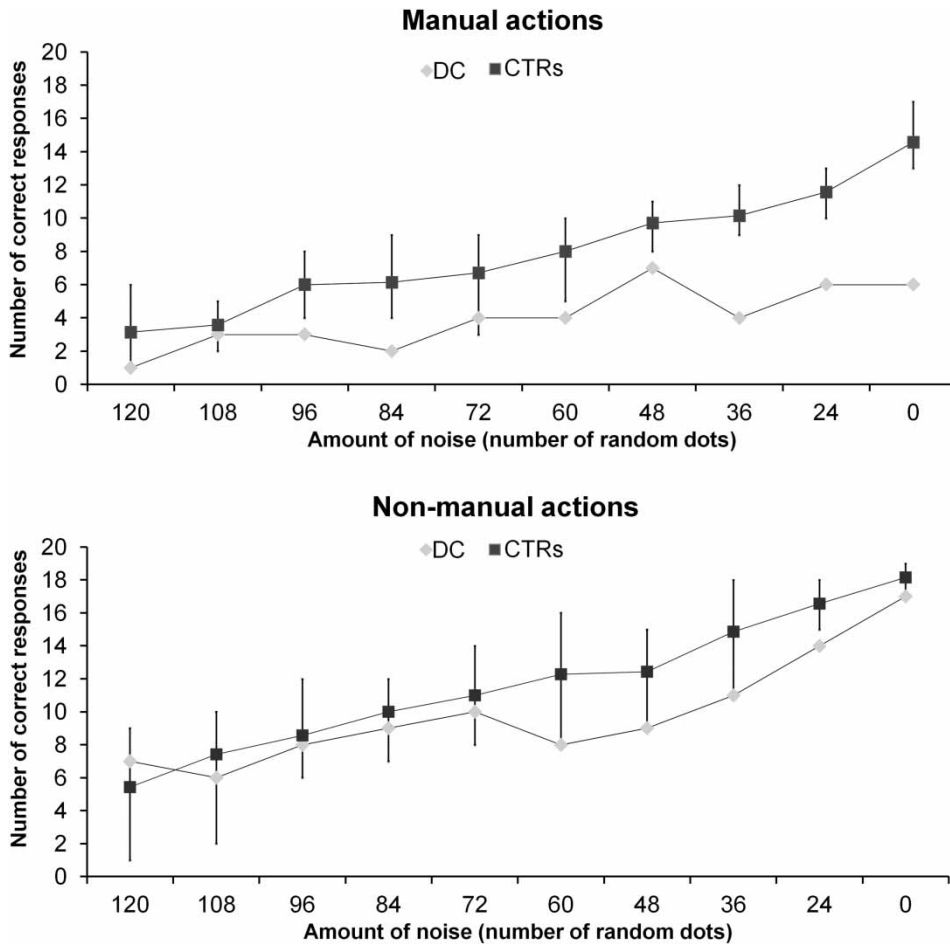 Manual actions
DC CTRs
Number of correct responses
20
18
16
14
12
10
8
6
4
2
0
120 108 96 84 72 60 48 36 24 0
Amount of noise (number of random dots)
Non-manual actions
DC CTRs
Number of correct responses
20
18
16
14
12
10
8
6
4
2
0
120 108 96 84 72 60 48 36 24 0
Amount of noise (number of random dots)